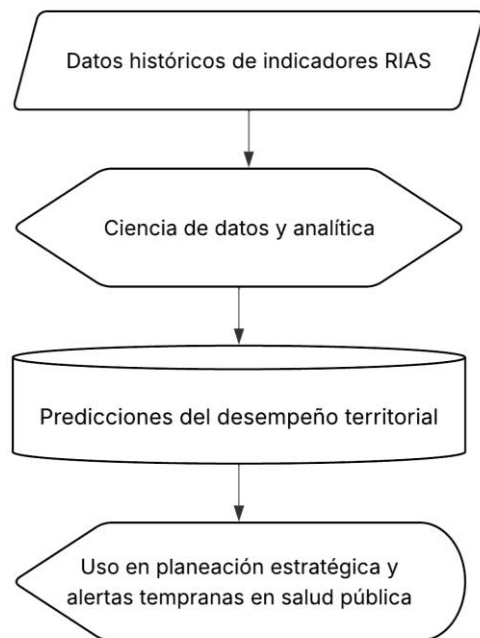 Datos históricos de indicadores RIAS
Ciencia de datos y analítica
Predicciones del desempeño territorial
Uso en planeación estratégica y
alertas tempranas en salud pública